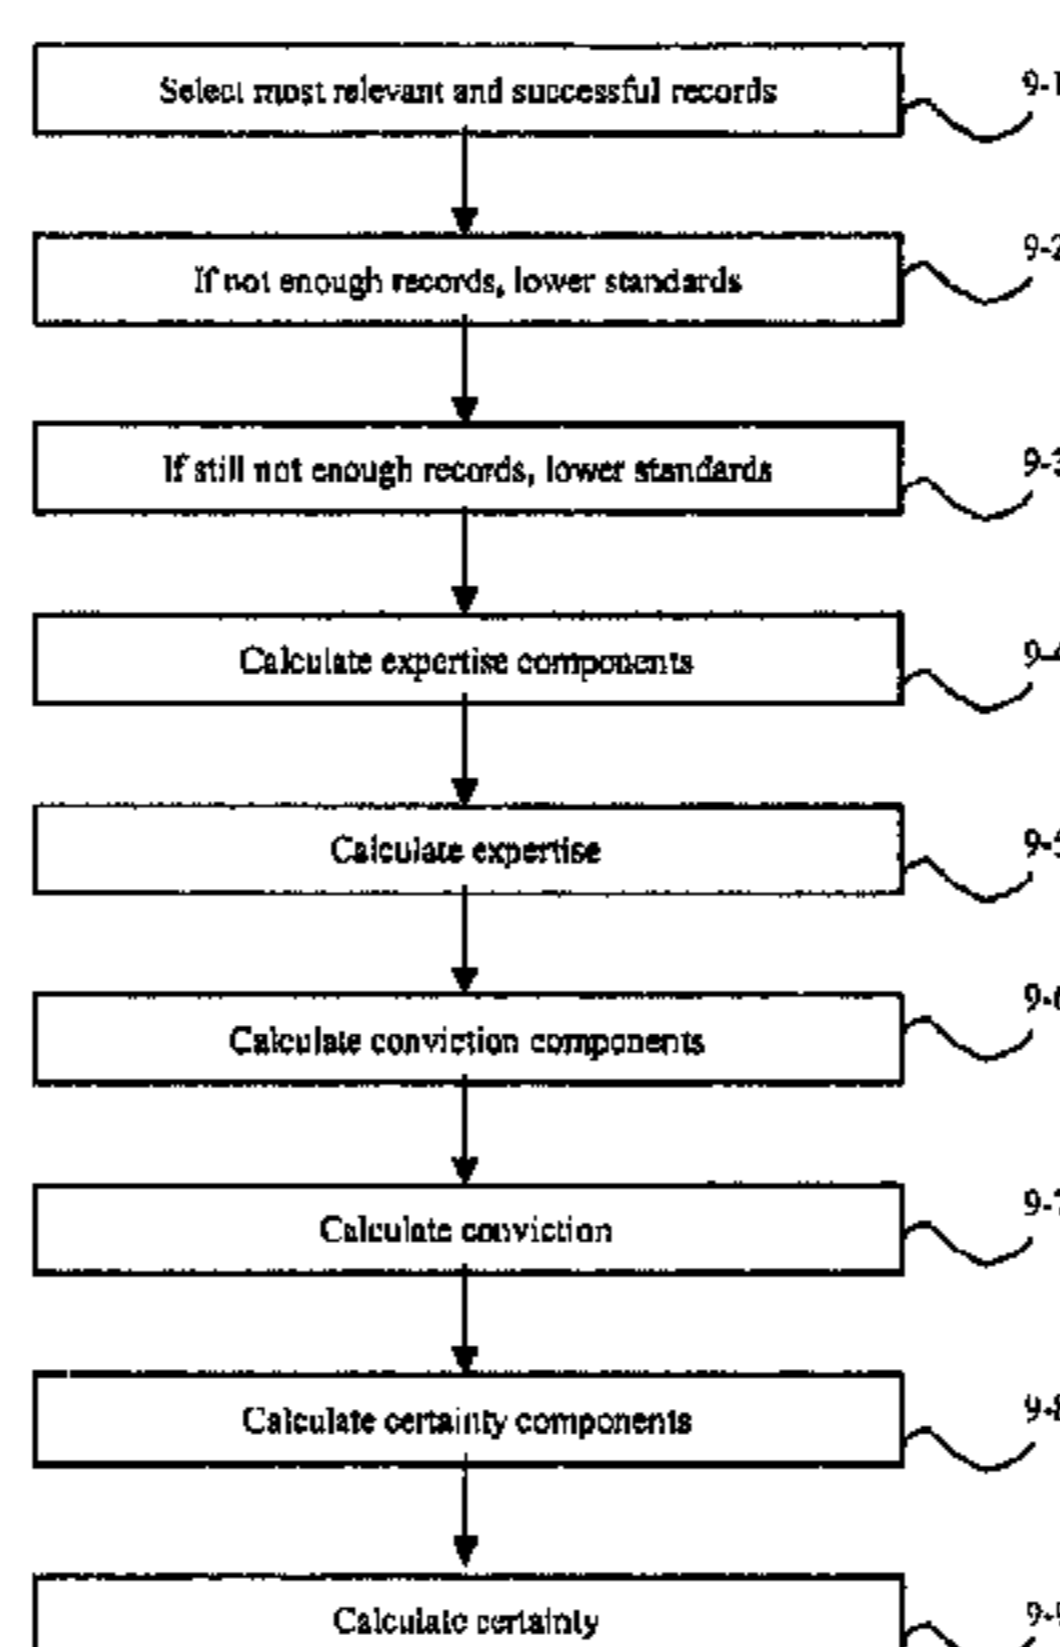 Select most relevant and successful records
9-1
If not enough records, lower standards
9-2
If still not enough records, lower standards
9-3
Calculate expertise components
9-4
Calculate expertise
9-5
Calculate conviction components
9-6
Calculate conviction
9-7
Calculate certainty components
9-8
Calculate certainty
9-9